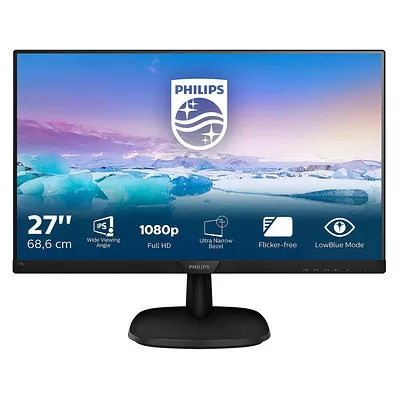 PHILIPS
27"
68,6 cm
IPS
Wide Viewing
Angle
1080p
Full HD
Ultra Narrow
Bezel
Flicker-free
LowBlue Mode
PHILIPS